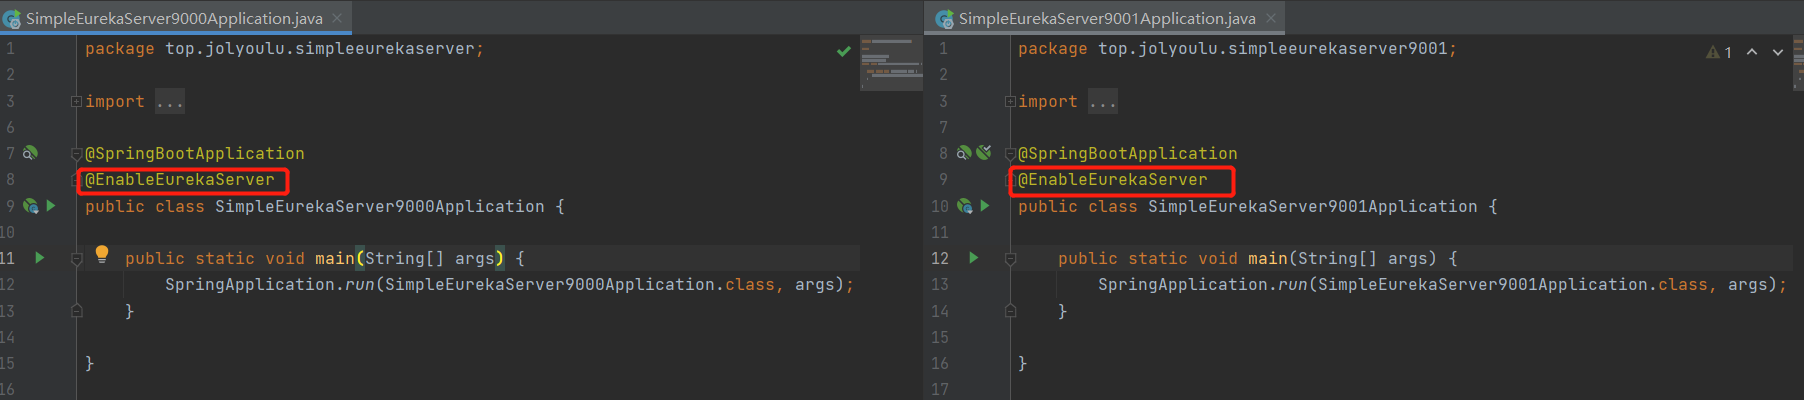 SimpleEurekaServer9000Application.java
1 package top.jolyoulu.simpleeurekaserver;
2
3 import ...
6
7 @SpringBootApplication
8 @EnableEurekaServer
9 public class SimpleEurekaServer9000Application {
10
11 public static void main(String[] args) {
12 SpringApplication.run(SimpleEurekaServer9000Application.class, args);
13 }
14
15 }
16
SimpleEurekaServer9001Application.java
1 package top.jolyoulu.simpleeurekaserver9001;
1
2
3 import ...
7
8 @SpringBootApplication
9 @EnableEurekaServer
10 public class SimpleEurekaServer9001Application {
11
12 public static void main(String[] args) {
13 SpringApplication.run(SimpleEurekaServer9001Application.class, args);
14 }
15
16 }
17